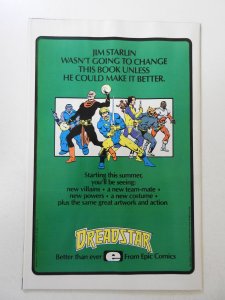 JIM STARLIN
WASN'T GOING TO CHANGE
THIS BOOK UNLESS
HE COULD MAKE IT BETTER.
Starting this summer,
you'll be seeing:
new villains • a new team-mate •
new powers • a new costume •
plus the same great artwork and action
DREADSTAR
Better than ever e From Epic Comics